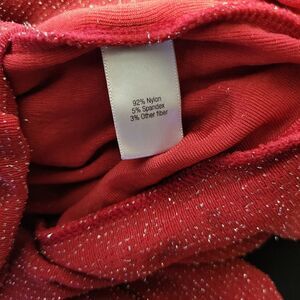 92% Nylon
5% Spandex
3% Other fiber